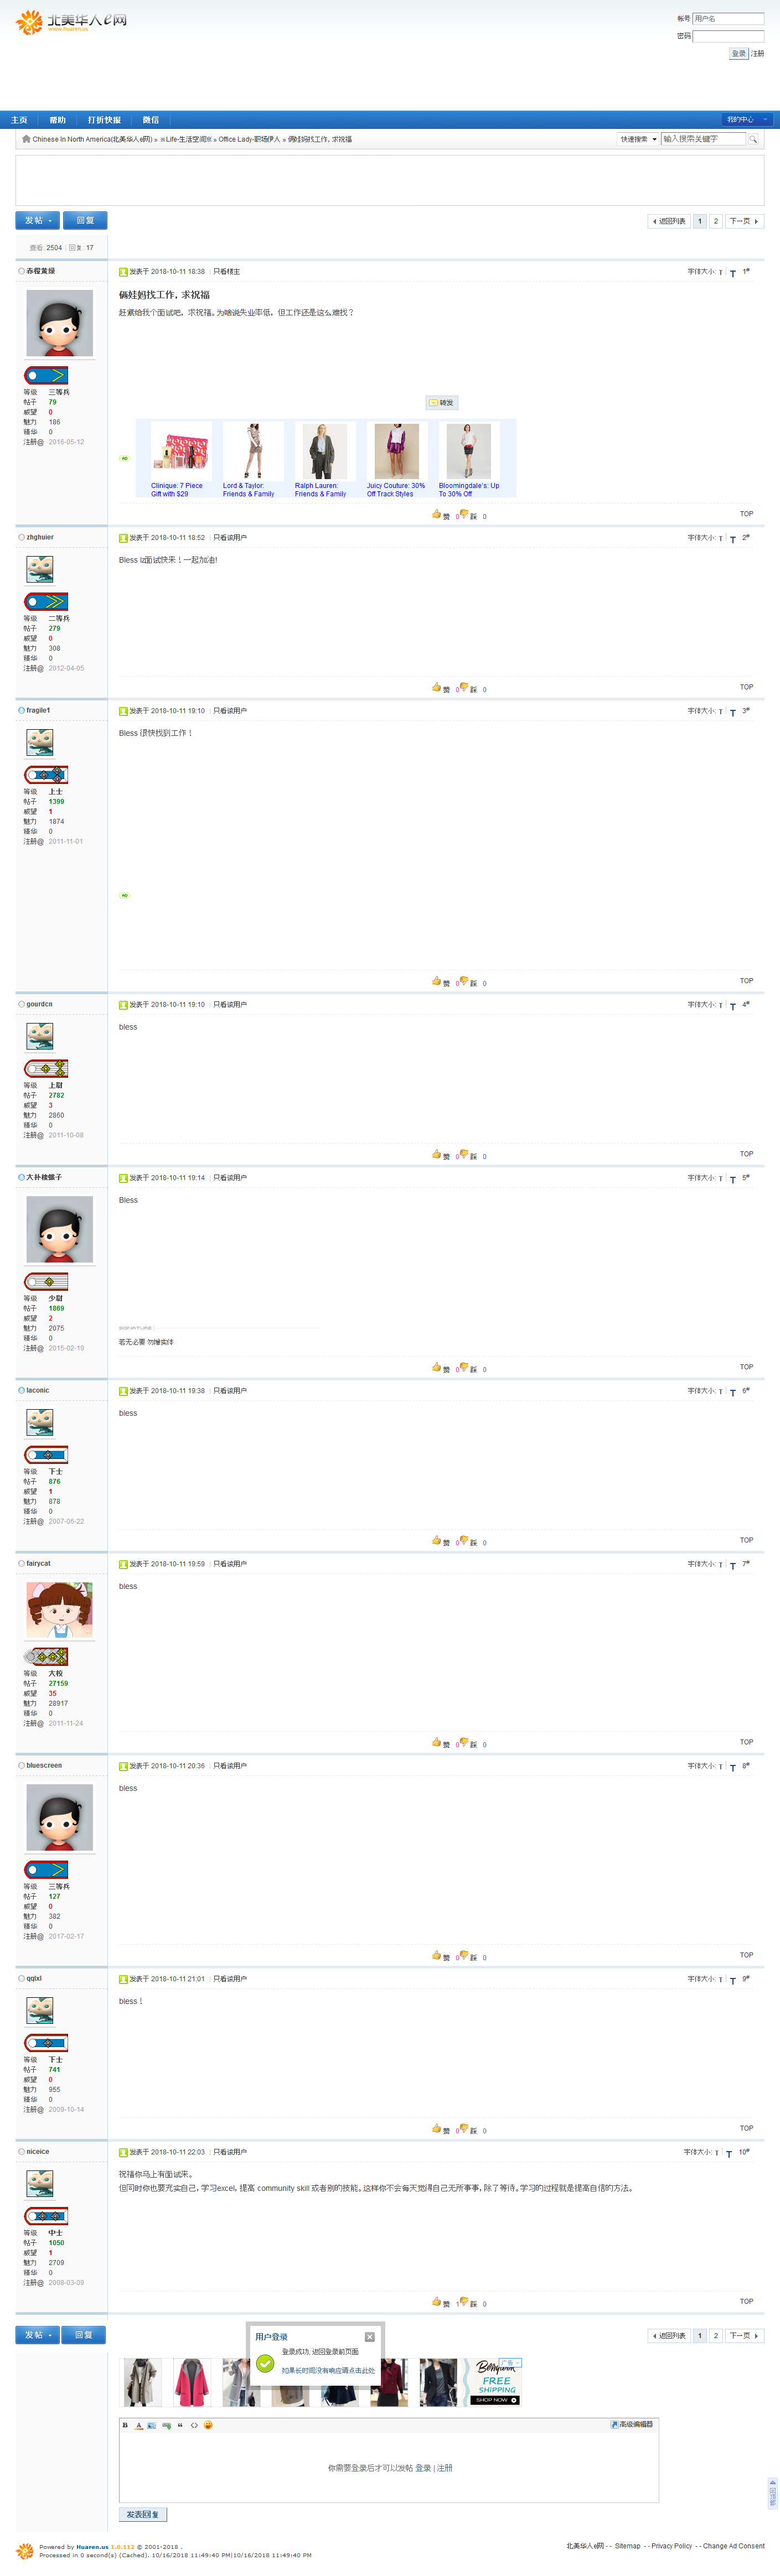 北美华人e网
www.huaren.us
帐号 用户名
密码
登录 注册
主页 帮助 打折快报 微信
我的中心
Chinese In North America(北美华人e网) » ※Life-生活空间※ » Office Lady-职场伊人 » 俩娃妈找工作，求祝福
快速搜索 输入搜索关键字
发帖 回复
返回列表 1 2 下一页
查看: 2504 | 回复: 17
赤橙黄绿
发表于 2018-10-11 18:38 | 只看楼主
字体大小: T | T 1#
俩娃妈找工作，求祝福
赶紧给我个面试吧，求祝福。为啥说失业率低，但工作还是这么难找？
等级 三等兵
帖子 79
威望 0
魅力 186
臻华 0
注册@ 2016-05-12
转发
AD
Clinique: 7 Piece Gift with $29
Lord & Taylor: Friends & Family
Ralph Lauren: Friends & Family
Juicy Couture: 30% Off Track Styles
Bloomingdale's: Up To 30% Off
赞 0 踩 0
TOP
zhghuier
发表于 2018-10-11 18:52 | 只看该用户
字体大小: T | T 2#
Bless lz面试快来！一起加油!
等级 二等兵
帖子 279
威望 0
魅力 308
臻华 0
注册@ 2012-04-05
赞 0 踩 0
TOP
fragile1
发表于 2018-10-11 19:10 | 只看该用户
字体大小: T | T 3#
Bless 很快找到工作！
等级 上士
帖子 1399
威望 1
魅力 1874
臻华 0
注册@ 2011-11-01
AD
赞 0 踩 0
TOP
gourdcn
发表于 2018-10-11 19:10 | 只看该用户
字体大小: T | T 4#
bless
等级 上尉
帖子 2782
威望 3
魅力 2860
臻华 0
注册@ 2011-10-08
赞 0 踩 0
TOP
发表于 2018-10-11 19:14 | 只看该用户
字体大小: T | T 5#
Bless
等级 少尉
帖子 1869
威望 2
魅力 2075
臻华 0
注册@ 2015-02-19
SIGNATURE
若无必要 勿增实体
赞 0 踩 0
TOP
laconic
发表于 2018-10-11 19:38 | 只看该用户
字体大小: T | T 6#
bless
等级 下士
帖子 876
威望 1
魅力 878
臻华 0
注册@ 2007-06-22
赞 0 踩 0
TOP
fairycat
发表于 2018-10-11 19:59 | 只看该用户
字体大小: T | T 7#
bless
等级 大校
帖子 27159
威望 35
魅力 28917
臻华 0
注册@ 2011-11-24
赞 0 踩 0
TOP
bluescreen
发表于 2018-10-11 20:36 | 只看该用户
字体大小: T | T 8#
bless
等级 三等兵
帖子 127
威望 0
魅力 382
臻华 0
注册@ 2017-02-17
赞 0 踩 0
TOP
qqlxl
发表于 2018-10-11 21:01 | 只看该用户
字体大小: T | T 9#
bless！
等级 下士
帖子 741
威望 0
魅力 955
臻华 0
注册@ 2009-10-14
赞 0 踩 0
TOP
niceice
发表于 2018-10-11 22:03 | 只看该用户
字体大小: T | T 10#
祝福你马上有面试来。
但同时你也要充实自己，学习excel，提高 community skill 或者别的技能。这样你不会每天觉得自己无所事事，除了等待。学习的过程就是提高自信的方法。
等级 中士
帖子 1050
威望 1
魅力 2709
臻华 0
注册@ 2008-03-09
赞 1 踩 0
TOP
发帖 回复
返回列表 1 2 下一页
用户登录
登录成功, 返回登录前页面
如果长时间没有响应请点击此处
广告
FREE SHIPPING
SHOP NOW
B A “ <>
高级编辑器
你需要登录后才可以发帖 登录 | 注册
发表回复
回顶部
Powered by Huaren.us 1.0.112 © 2001-2018 .
Processed in 0 second(s) (Cached), 10/16/2018 11:49:40 PM|10/16/2018 11:49:40 PM
北美华人e网 - - Sitemap - - Privacy Policy - - Change Ad Consent